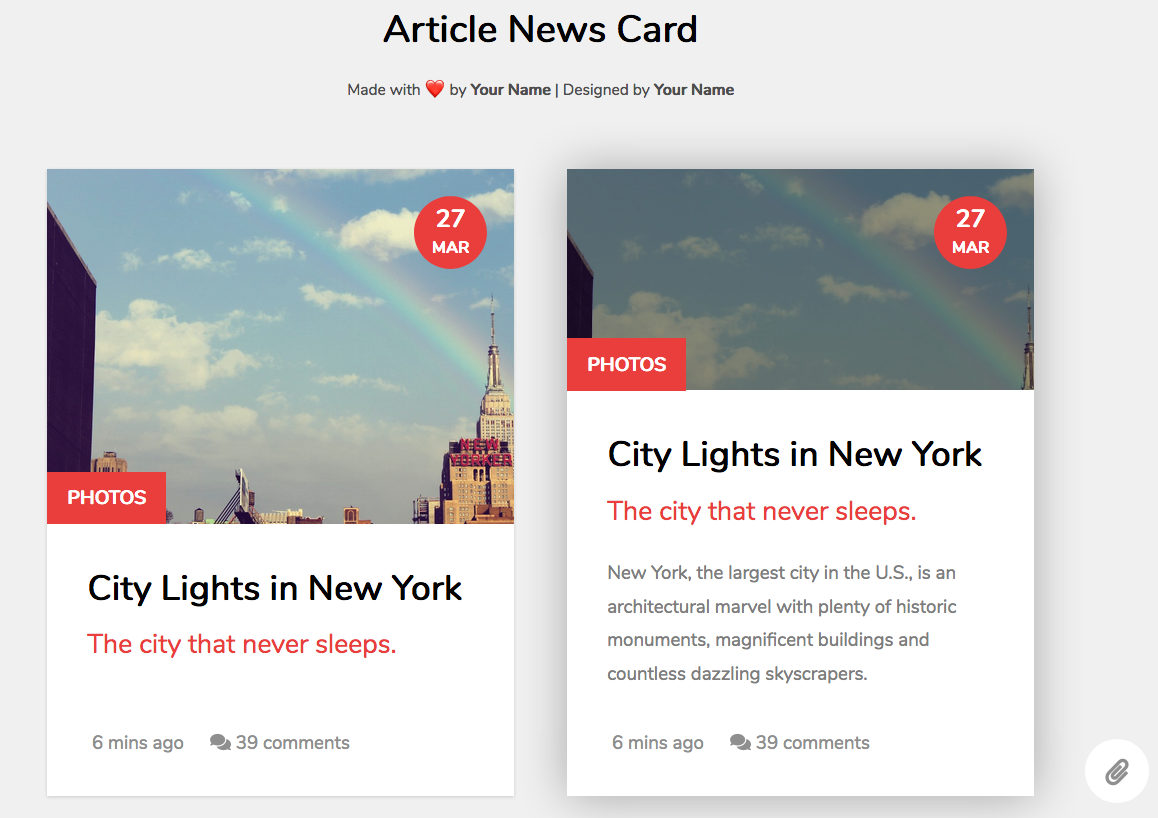 Article News Card
Made with ❤️ by Your Name | Designed by Your Name
27
MAR
NEW
YORKER
PHOTOS
City Lights in New York
The city that never sleeps.
6 mins ago 39 comments
27
MAR
PHOTOS
City Lights in New York
The city that never sleeps.
New York, the largest city in the U.S., is an
architectural marvel with plenty of historic
monuments, magnificent buildings and
countless dazzling skyscrapers.
6 mins ago 39 comments